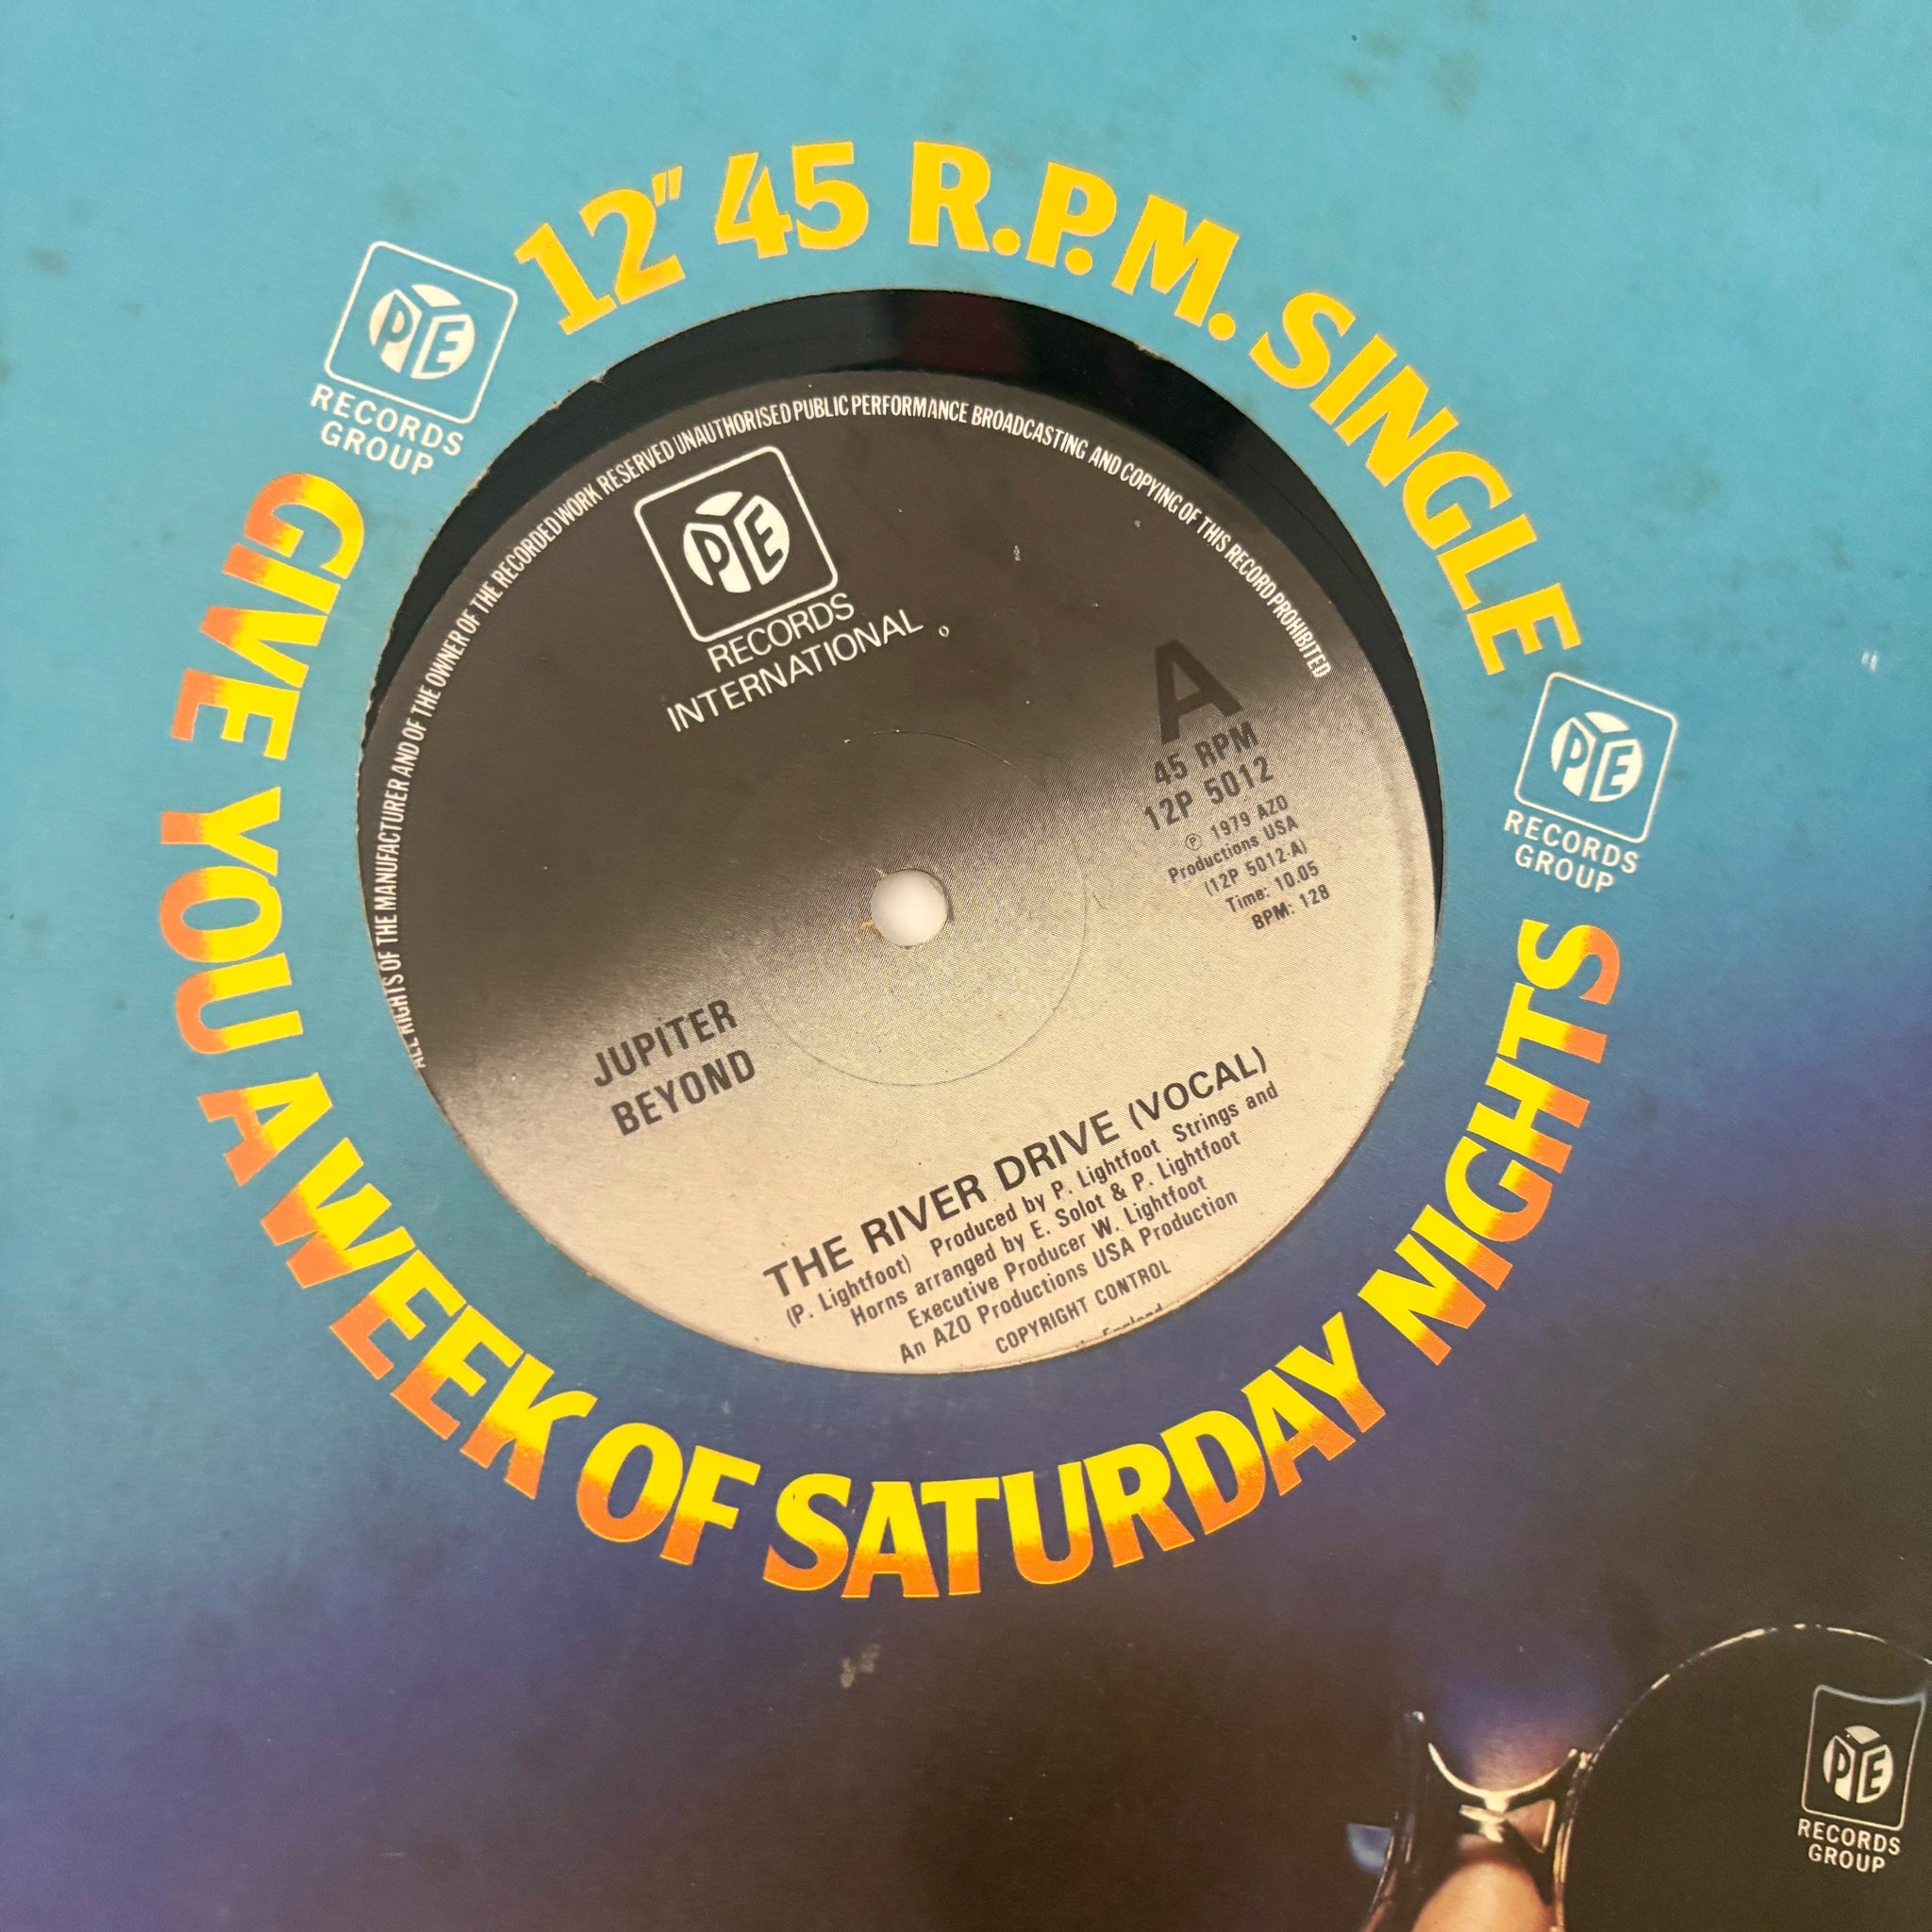 12" 45 R.P.M. SINGLE
PYE
RECORDS
GROUP
GIVE YOU A WEEK OF SATURDAY NIGHTS
PYE
RECORDS
GROUP
ALL RIGHTS OF THE MANUFACTURER AND OF THE OWNER OF THE RECORDED WORK RESERVED UNAUTHORISED PUBLIC PERFORMANCE BROADCASTING AND COPYING OF THIS RECORD PROHIBITED
PYE
RECORDS
INTERNATIONAL
A
45 RPM
12P 5012
℗ 1979 AZO
Productions USA
(12P 5012-A)
Time: 10.05
BPM: 128
JUPITER
BEYOND
THE RIVER DRIVE (VOCAL)
(P. Lightfoot) Produced by P. Lightfoot Strings and
Horns arranged by E. Solot & P. Lightfoot
Executive Producer W. Lightfoot
An AZO Productions USA Production
COPYRIGHT CONTROL
PYE
RECORDS
GROUP